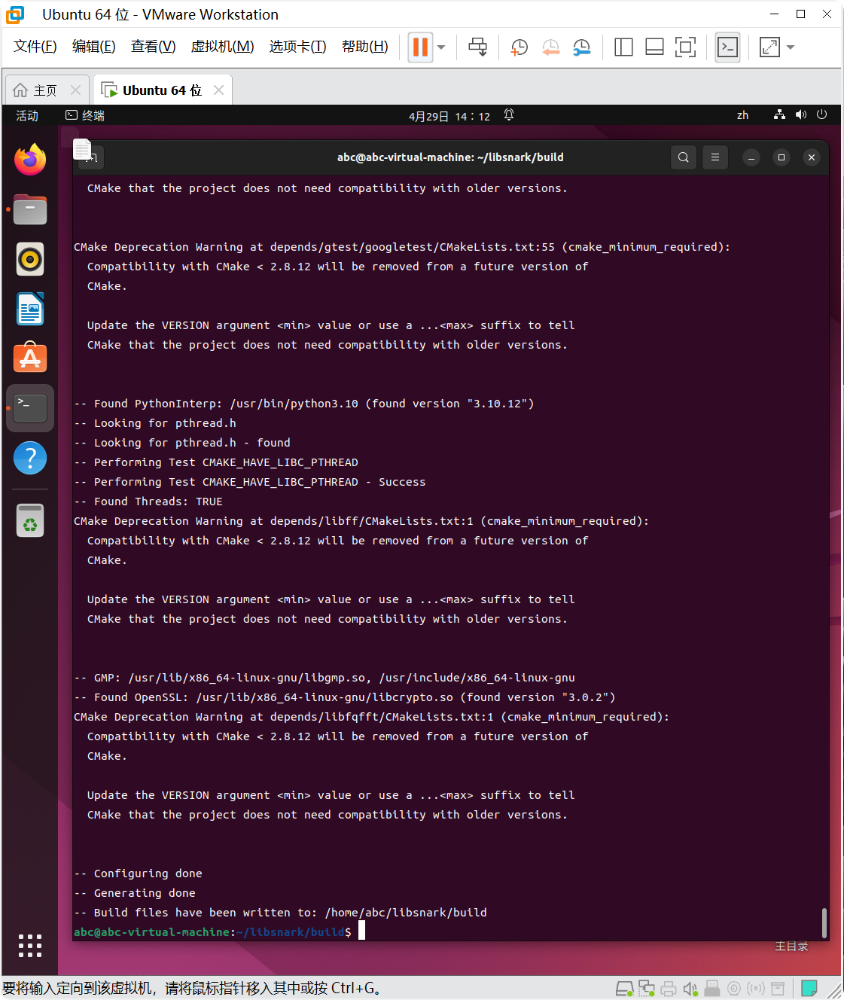 Ubuntu 64 位 - VMware Workstation
文件(F) 编辑(E) 查看(V) 虚拟机(M) 选项卡(T) 帮助(H)
主页 Ubuntu 64 位
活动 终端 4月29日 14：12 zh
abc@abc-virtual-machine: ~/libsnark/build
CMake that the project does not need compatibility with older versions.
CMake Deprecation Warning at depends/gtest/googletest/CMakeLists.txt:55 (cmake_minimum_required):
Compatibility with CMake < 2.8.12 will be removed from a future version of
CMake.
Update the VERSION argument <min> value or use a ...<max> suffix to tell
CMake that the project does not need compatibility with older versions.
-- Found PythonInterp: /usr/bin/python3.10 (found version "3.10.12")
-- Looking for pthread.h
-- Looking for pthread.h - found
-- Performing Test CMAKE_HAVE_LIBC_PTHREAD
-- Performing Test CMAKE_HAVE_LIBC_PTHREAD - Success
-- Found Threads: TRUE
CMake Deprecation Warning at depends/libff/CMakeLists.txt:1 (cmake_minimum_required):
Compatibility with CMake < 2.8.12 will be removed from a future version of
CMake.
Update the VERSION argument <min> value or use a ...<max> suffix to tell
CMake that the project does not need compatibility with older versions.
-- GMP: /usr/lib/x86_64-linux-gnu/libgmp.so, /usr/include/x86_64-linux-gnu
-- Found OpenSSL: /usr/lib/x86_64-linux-gnu/libcrypto.so (found version "3.0.2")
CMake Deprecation Warning at depends/libfqfft/CMakeLists.txt:1 (cmake_minimum_required):
Compatibility with CMake < 2.8.12 will be removed from a future version of
CMake.
Update the VERSION argument <min> value or use a ...<max> suffix to tell
CMake that the project does not need compatibility with older versions.
-- Configuring done
-- Generating done
-- Build files have been written to: /home/abc/libsnark/build
abc@abc-virtual-machine:~/libsnark/build$
主目录
要将输入定向到该虚拟机，请将鼠标指针移入其中或按 Ctrl+G。